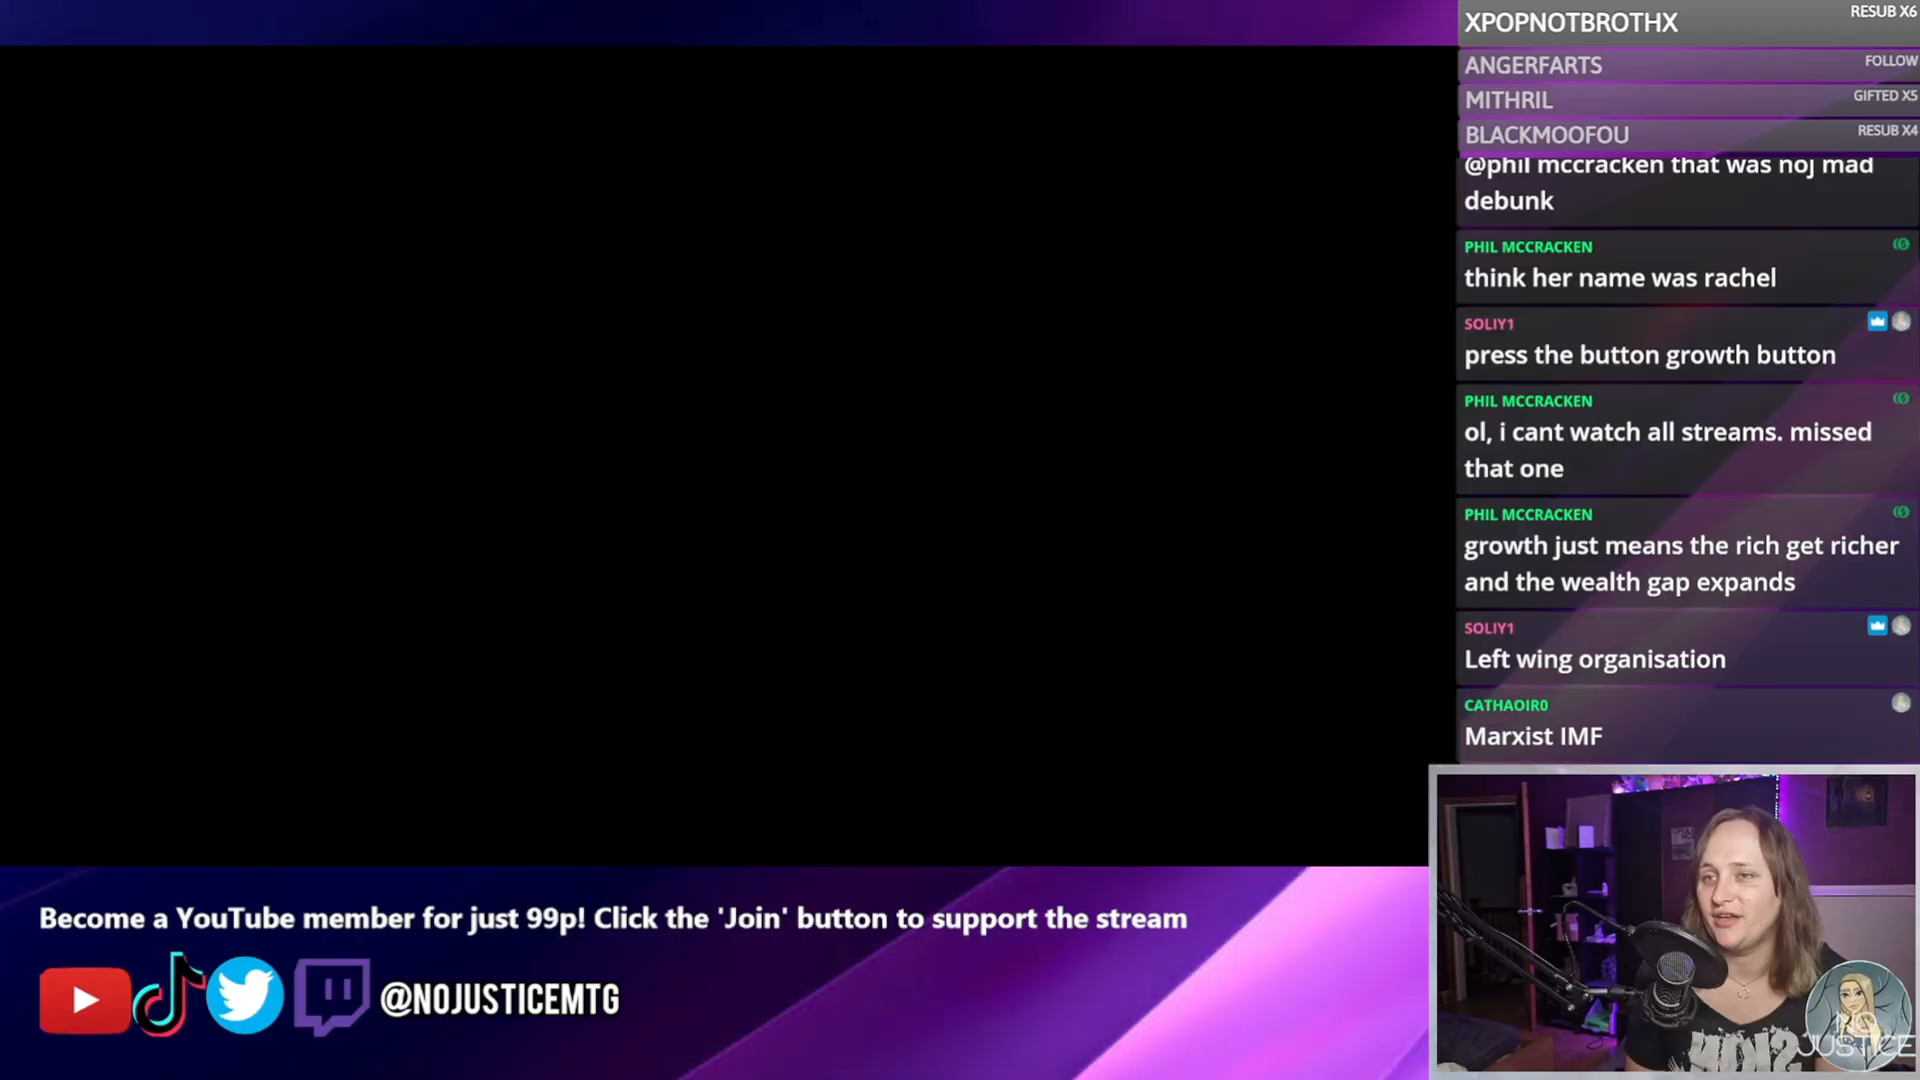 XPOPNOTBROTHX
RESUB X6
ANGERFARTS
FOLLOW
MITHRIL
GIFTED X5
BLACKMOOFOU
RESUB X4
@phil mccracken that was noj mad
debunk
PHIL MCCRACKEN
think her name was rachel
SOLIY1
press the button growth button
PHIL MCCRACKEN
ol, i cant watch all streams. missed
that one
PHIL MCCRACKEN
growth just means the rich get richer
and the wealth gap expands
SOLIY1
Left wing organisation
CATHAOIR0
Marxist IMF
Become a YouTube member for just 99p! Click the 'Join' button to support the stream
@NOJUSTICEMTG
NO
JUSTICE